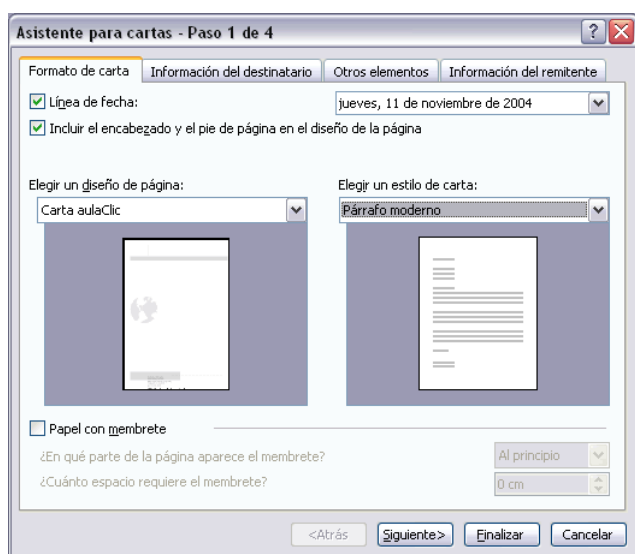 Asistente para cartas - Paso 1 de 4
Formato de carta
Información del destinatario
Otros elementos
Información del remitente
Línea de fecha:
jueves, 11 de noviembre de 2004
Incluir el encabezado y el pie de página en el diseño de la página
Elegir un diseño de página:
Elegir un estilo de carta:
Carta aulaClic
Párrafo moderno
Papel con membrete
¿En qué parte de la página aparece el membrete?
Al principio
¿Cuánto espacio requiere el membrete?
0 cm
<Atrás
Siguiente>
Finalizar
Cancelar